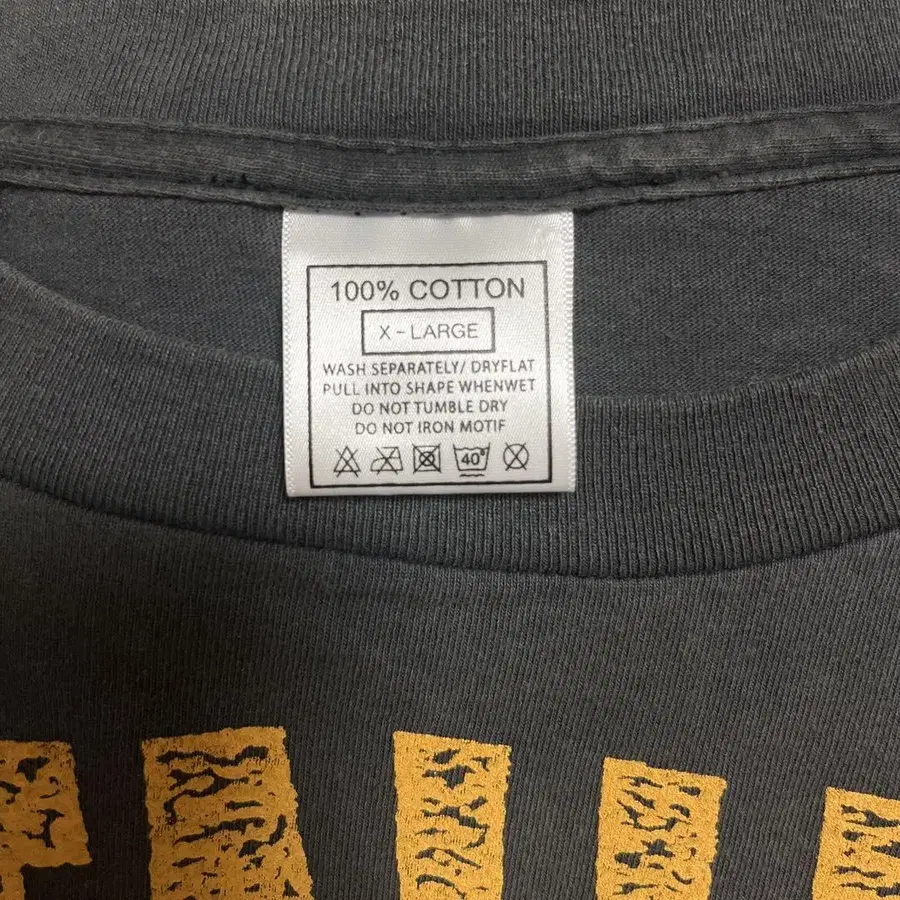 100% COTTON
X-LARGE
WASH SEPARATELY/ DRYFLAT
PULL INTO SHAPE WHENWET
DO NOT TUMBLE DRY
DO NOT IRON MOTIF
40°